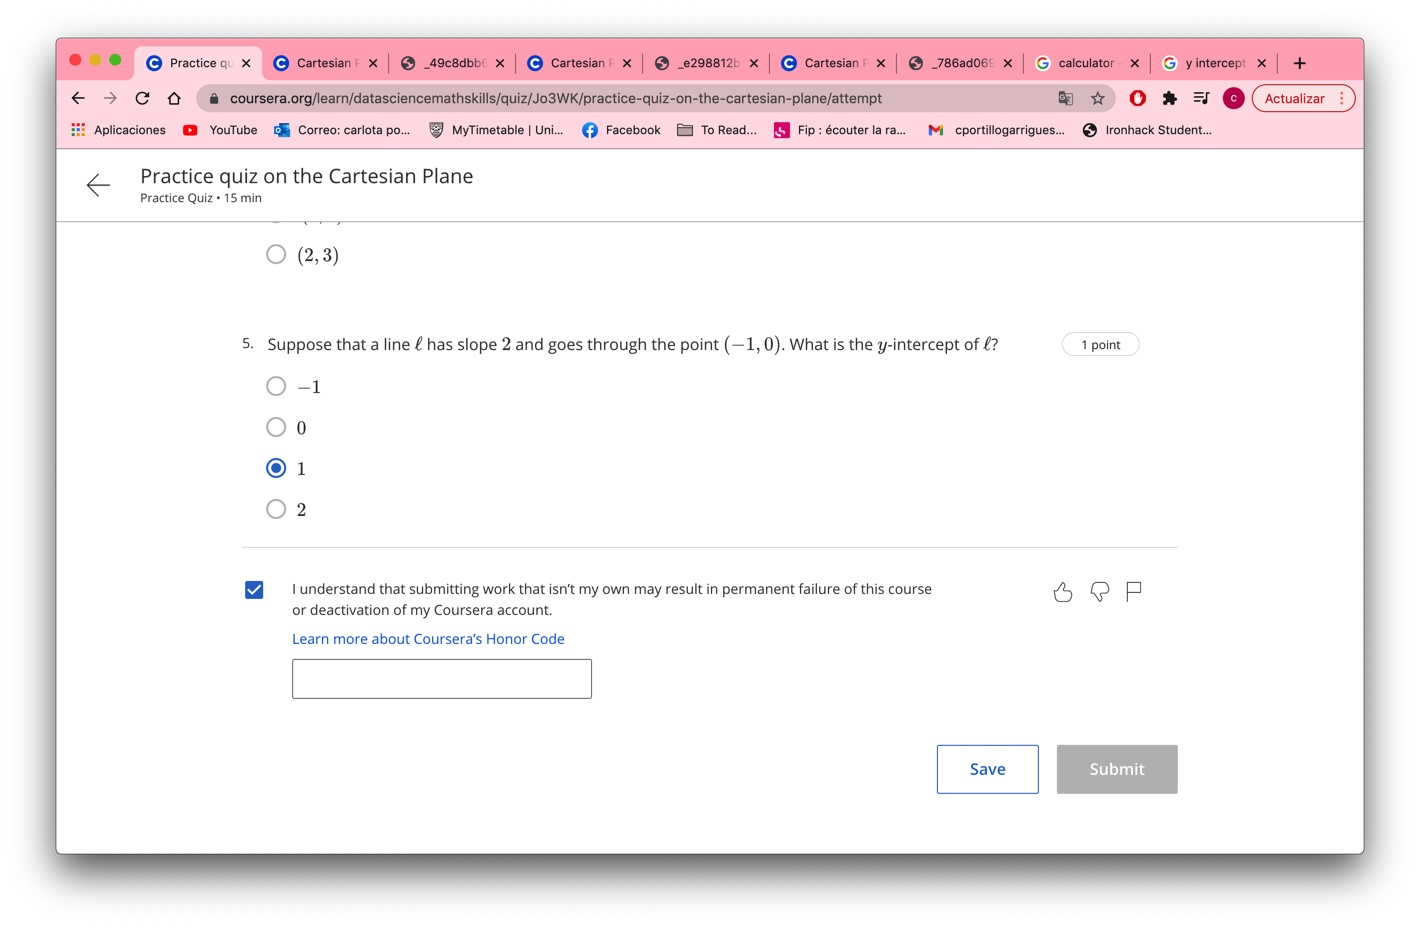 Practice qu
Cartesian P
_49c8dbb6
Cartesian P
_e298812b
Cartesian P
_786ad069
calculator -
y intercept
coursera.org/learn/datasciencemathskills/quiz/Jo3WK/practice-quiz-on-the-cartesian-plane/attempt
C
Actualizar
Aplicaciones
YouTube
Correo: carlota po...
MyTimetable | Uni...
Facebook
To Read...
Fip : écouter la ra...
cportillogarrigues...
Ironhack Student...
Practice quiz on the Cartesian Plane
Practice Quiz • 15 min
(2, 3)
5. Suppose that a line ℓ has slope 2 and goes through the point (−1, 0). What is the y-intercept of ℓ?
1 point
−1
0
1
2
I understand that submitting work that isn't my own may result in permanent failure of this course
or deactivation of my Coursera account.
Learn more about Coursera's Honor Code
Save
Submit